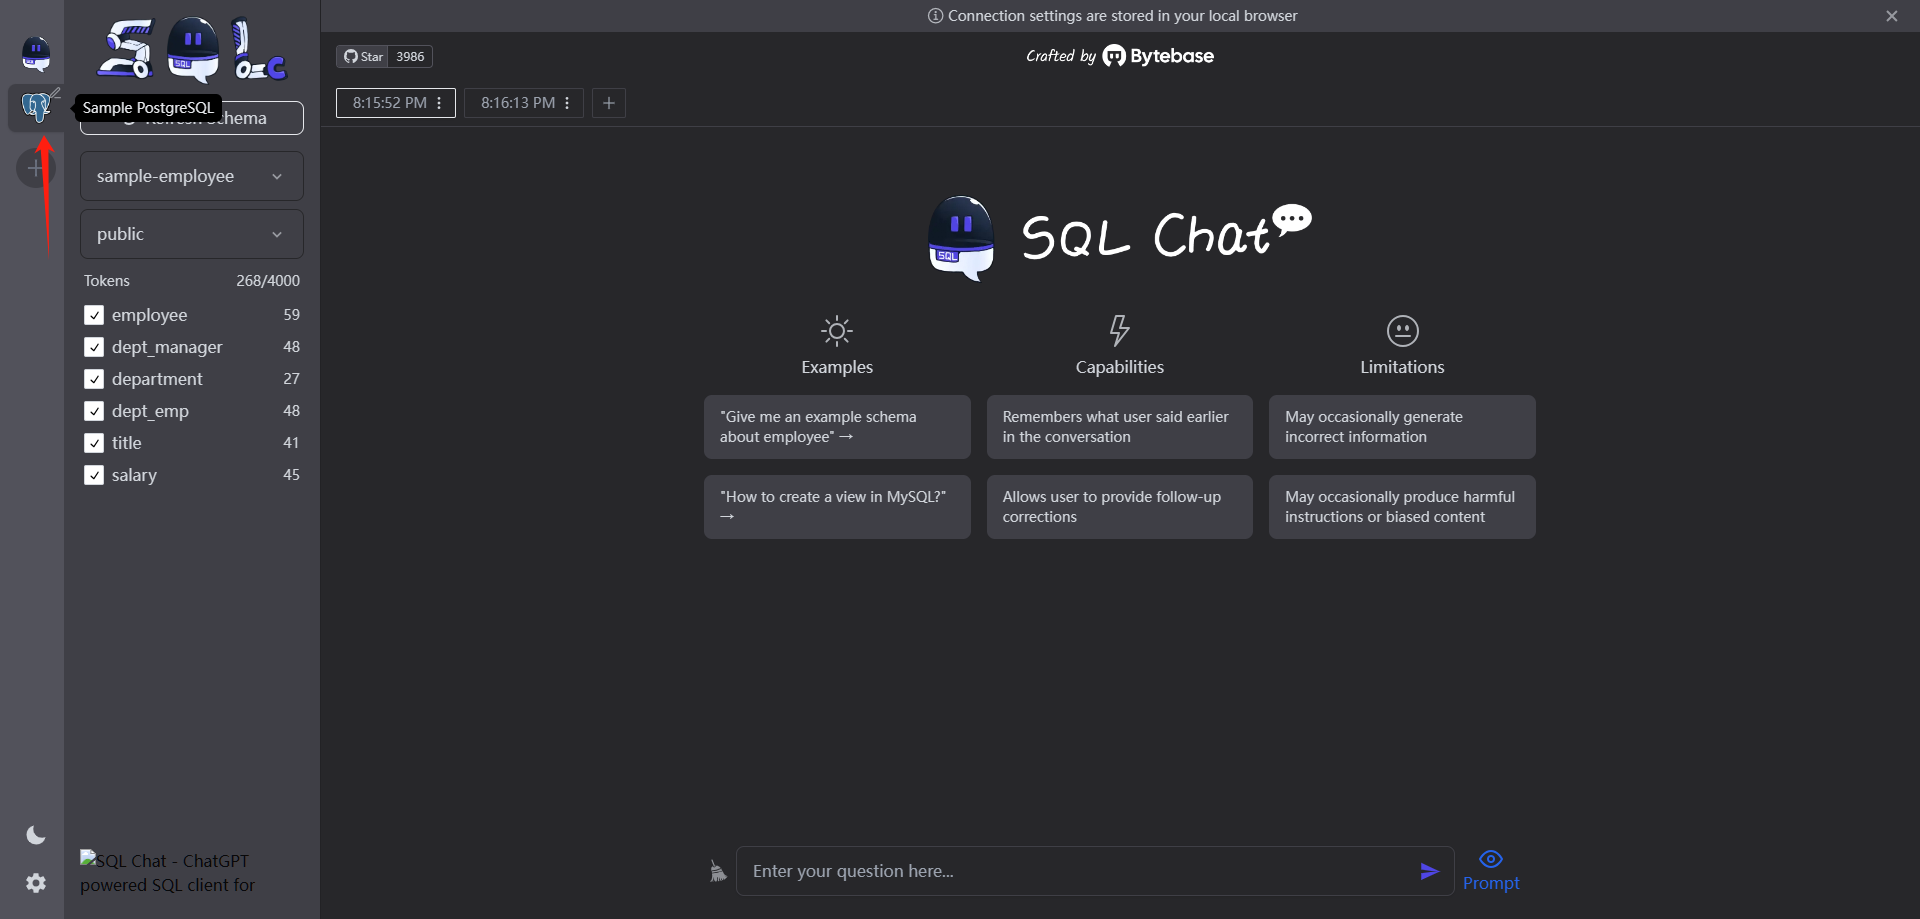 Connection settings are stored in your local browser
Star 3986
Crafted by Bytebase
SQL
Sample PostgreSQL
Refresh Schema
8:15:52 PM
8:16:13 PM
sample-employee
public
Tokens 268/4000
employee 59
dept_manager 48
department 27
dept_emp 48
title 41
salary 45
SQL Chat
SQL
Examples
Capabilities
Limitations
"Give me an example schema
about employee" →
Remembers what user said earlier
in the conversation
May occasionally generate
incorrect information
"How to create a view in MySQL?"
→
Allows user to provide follow-up
corrections
May occasionally produce harmful
instructions or biased content
SQL Chat - ChatGPT
powered SQL client for
Enter your question here...
Prompt